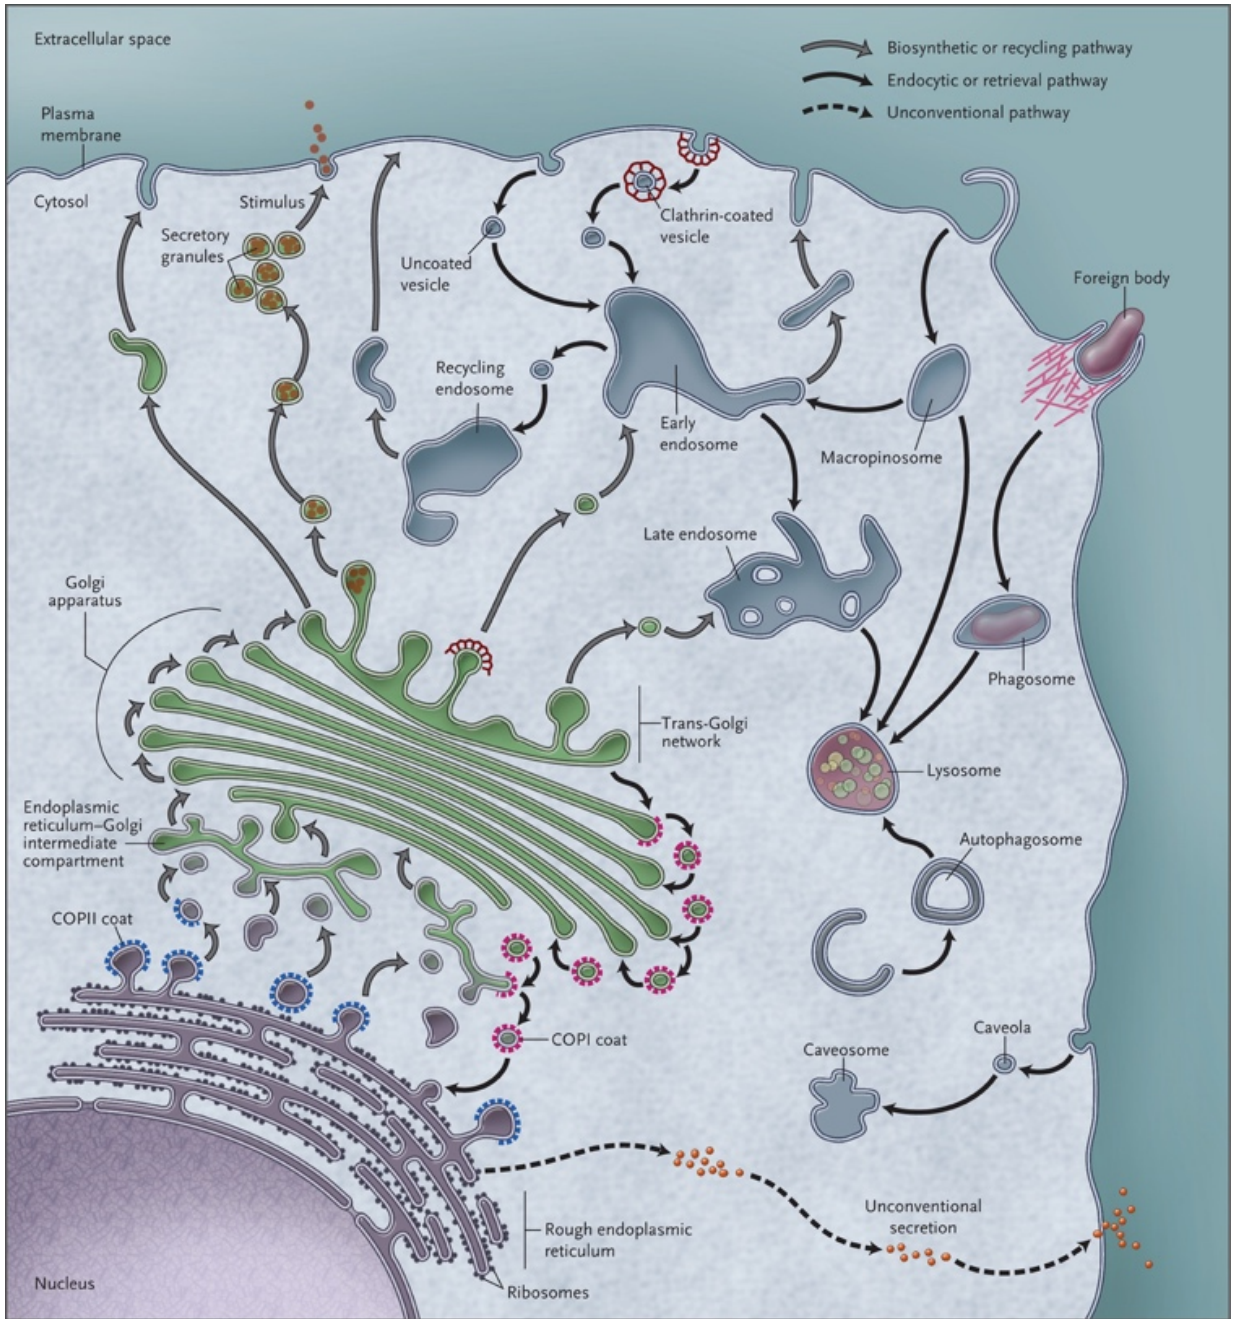 Extracellular space
Biosynthetic or recycling pathway
Endocytic or retrieval pathway
Unconventional pathway
Plasma
membrane
Cytosol
Stimulus
Secretory
granules
Clathrin-coated
vesicle
Uncoated
vesicle
Foreign body
Recycling
endosome
Early
endosome
Macropinosome
Late endosome
Golgi
apparatus
Phagosome
Trans-Golgi
network
Lysosome
Endoplasmic
reticulum–Golgi
intermediate
compartment
Autophagosome
COPII coat
COPI coat
Caveola
Caveosome
Unconventional
secretion
Rough endoplasmic
reticulum
Ribosomes
Nucleus